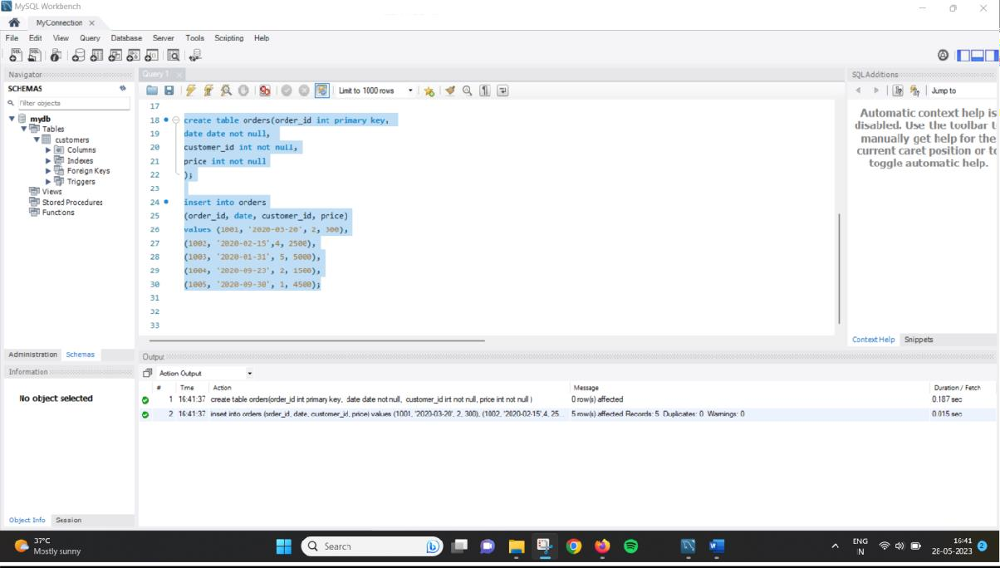 MySQL Workbench
MyConnection
File Edit View Query Database Server Tools Scripting Help
Navigator
SCHEMAS
Filter objects
mydb
Tables
customers
Columns
Indexes
Foreign Keys
Triggers
Views
Stored Procedures
Functions
Administration Schemas
Information
No object selected
Object Info Session
Query 1
Limit to 1000 rows
17
18 create table orders(order_id int primary key,
19 date date not null,
20 customer_id int not null,
21 price int not null
22 );
23
24 insert into orders
25 (order_id, date, customer_id, price)
26 values (1001, '2020-03-20', 2, 300),
27 (1002, '2020-02-15',4, 2500),
28 (1003, '2020-01-31', 5, 5000),
29 (1004, '2020-09-23', 2, 1500),
30 (1005, '2020-09-30', 1, 4500);
31
32
33
SQLAdditions
Jump to
Automatic context help is
disabled. Use the toolbar t
manually get help for the
current caret position or to
toggle automatic help.
Context Help Snippets
Output
Action Output
# Time Action Message Duration / Fetch
1 16:41:37 create table orders(order_id int primary key, date date not null, customer_id int not null, price int not null ) 0 row(s) affected 0.187 sec
2 16:41:37 insert into orders (order_id, date, customer_id, price) values (1001, '2020-03-20', 2, 300), (1002, '2020-02-15',4, 25... 5 row(s) affected Records: 5 Duplicates: 0 Warnings: 0 0.015 sec
37°C
Mostly sunny
Search
ENG
IN
16:41
28-05-2023
2